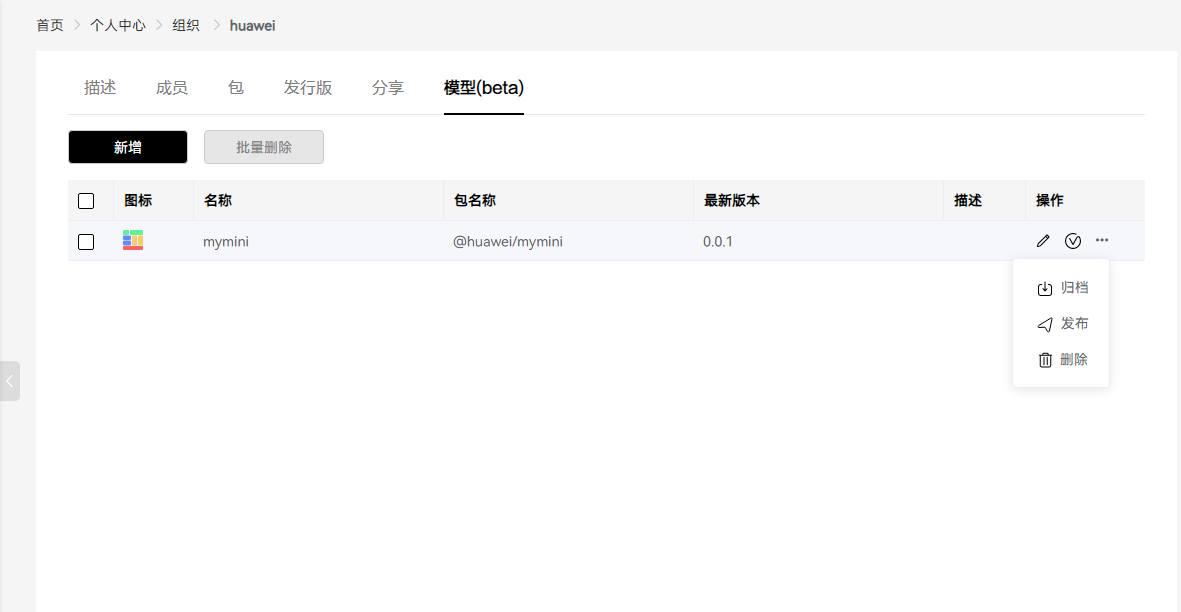 首页 > 个人中心 > 组织 > huawei
描述 成员 包 发行版 分享 模型(beta)
新增 批量删除
图标 名称 包名称 最新版本 描述 操作
mymini @huawei/mymini 0.0.1
归档
发布
删除